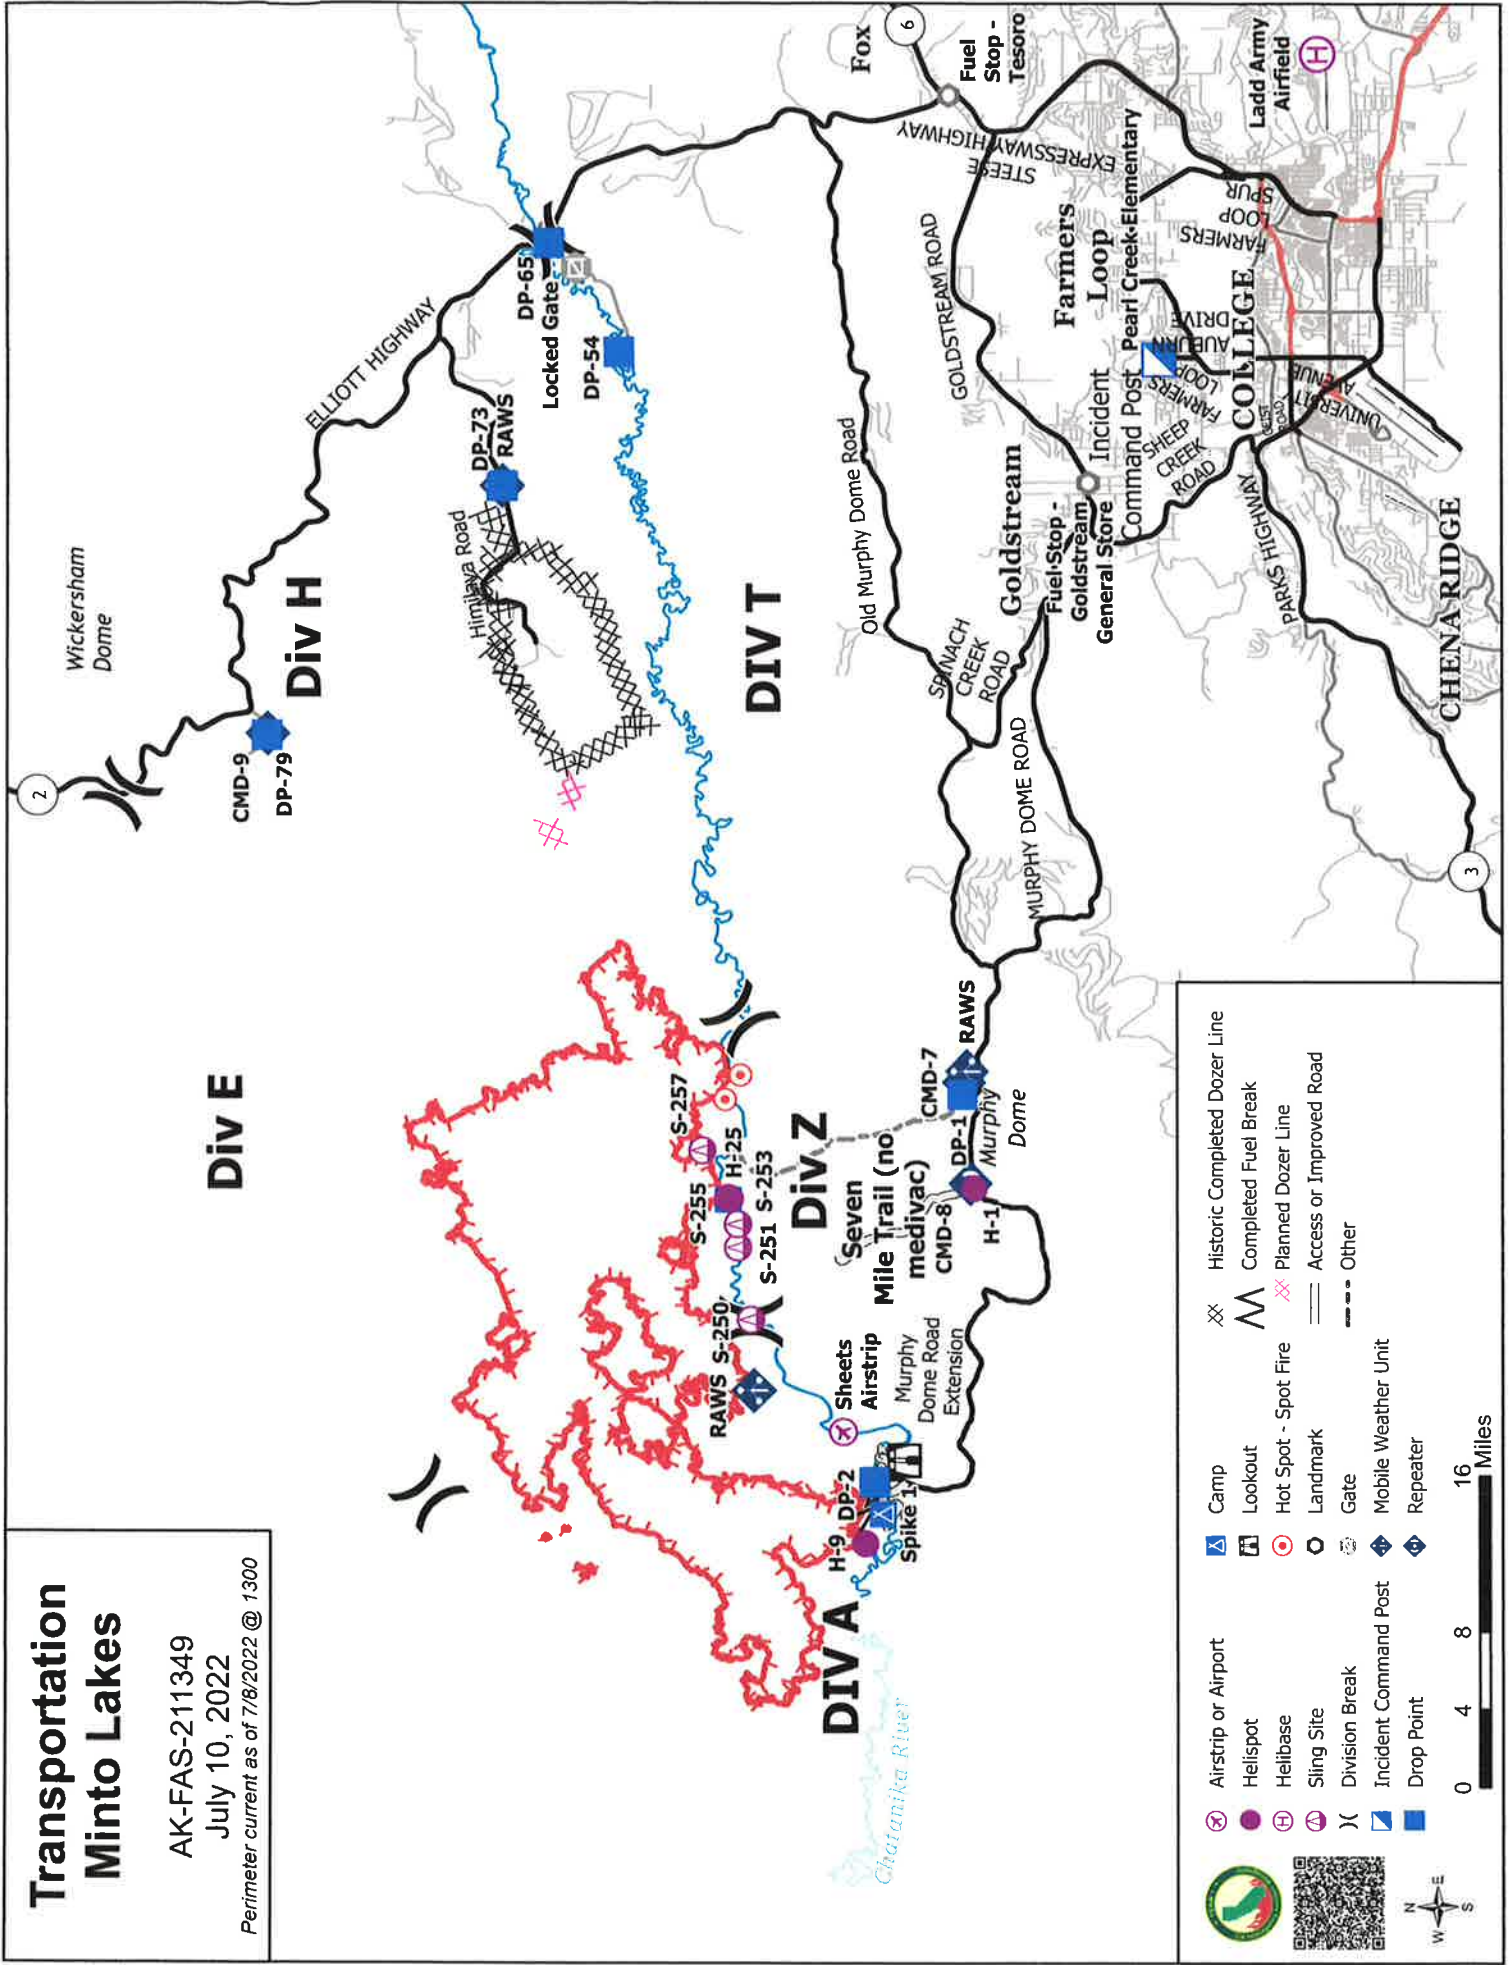 Transportation
Minto Lakes
AK-FAS-211349
July 10, 2022
Perimeter current as of 7/8/2022 @ 1300
2
Wickersham
Dome
CMD-9
DP-79
Div H
ELLIOTT HIGHWAY
Himilaya Road
DP-73
RAWS
DP-65
Locked Gate
DP-54
Div E
DIV T
Fox
6
Fuel
Stop -
Tesoro
STEESE
EXPRESSWAY
HIGHWAY
Ladd Army
Airfield
H
Old Murphy Dome Road
GOLDSTREAM ROAD
Farmers
Loop
Pearl Creek Elementary
FARMERS
LOOP
SPUR
Incident
Command Post
AUBURN
DRIVE
FARMERS
LOOP
COLLEGE
GEIST
ROAD
UNIVERSITY
AVENUE
SHEEP
CREEK
ROAD
Goldstream
Fuel Stop -
Goldstream
General Store
SPINACH
CREEK
ROAD
PARKS HIGHWAY
CHENA RIDGE
3
MURPHY DOME ROAD
MURPHY DOME ROAD
S-257
H-25
S-255
S-253
S-251
S-250
RAWS
Div Z
Seven
Mile Trail (no
medivac)
CMD-7
RAWS
DP-1
Murphy
Dome
CMD-8
H-1
Sheets
Airstrip
Murphy
Dome Road
Extension
DP-2
H-9
Spike 1
DIV A
Chatanika River
Airstrip or Airport
Helispot
Helibase
Sling Site
Division Break
Incident Command Post
Drop Point
Camp
Lookout
Hot Spot - Spot Fire
Landmark
Gate
Mobile Weather Unit
Repeater
Historic Completed Dozer Line
Completed Fuel Break
Planned Dozer Line
Access or Improved Road
Other
N
W
E
S
0
4
8
16
Miles